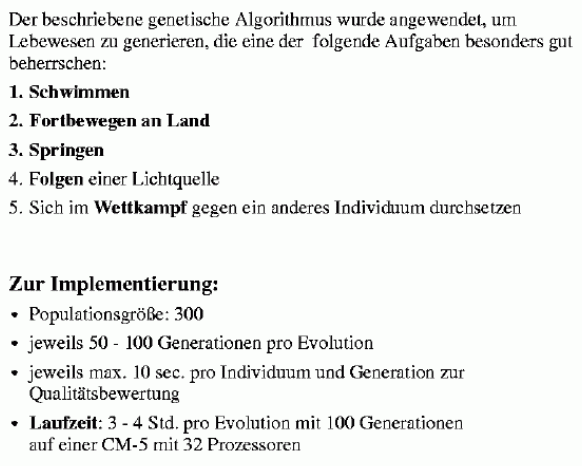 Der beschriebene genetische Algorithmus wurde angewendet, um
Lebewesen zu generieren, die eine der folgende Aufgaben besonders gut
beherrschen:
1. Schwimmen
2. Fortbewegen an Land
3. Springen
4. Folgen einer Lichtquelle
5. Sich im Wettkampf gegen ein anderes Individuum durchsetzen
Zur Implementierung:
• Populationsgröße: 300
• jeweils 50 - 100 Generationen pro Evolution
• jeweils max. 10 sec. pro Individuum und Generation zur
Qualitätsbewertung
• Laufzeit: 3 - 4 Std. pro Evolution mit 100 Generationen
auf einer CM-5 mit 32 Prozessoren